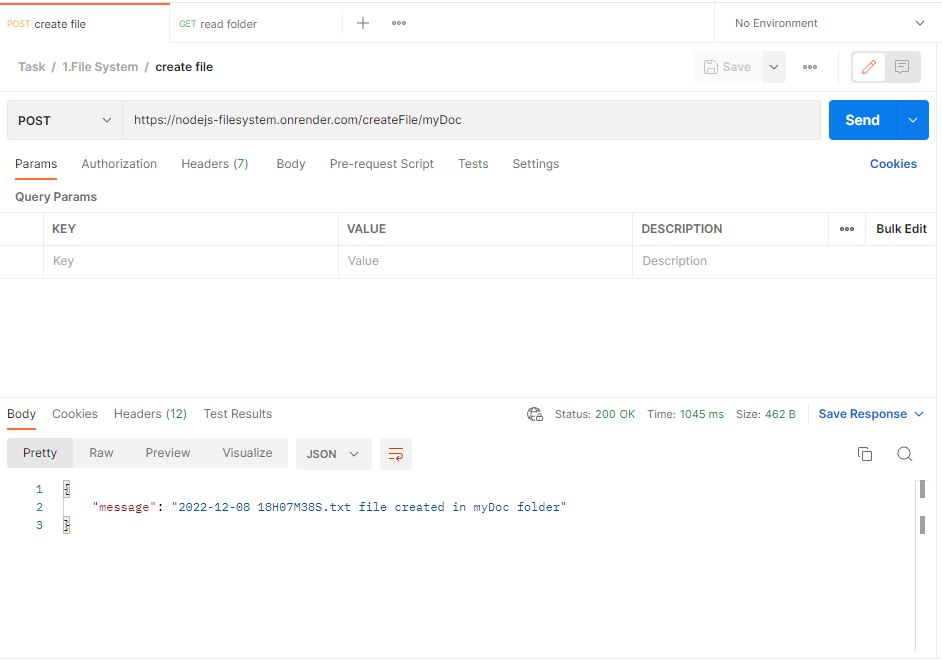 POST create file GET read folder No Environment
Task / 1.File System / create file Save
POST https://nodejs-filesystem.onrender.com/createFile/myDoc Send
Params Authorization Headers (7) Body Pre-request Script Tests Settings Cookies
Query Params
KEY VALUE DESCRIPTION Bulk Edit
Key Value Description
Body Cookies Headers (12) Test Results Status: 200 OK Time: 1045 ms Size: 462 B Save Response
Pretty Raw Preview Visualize JSON
1 {
2 "message": "2022-12-08 18H07M38S.txt file created in myDoc folder"
3 }